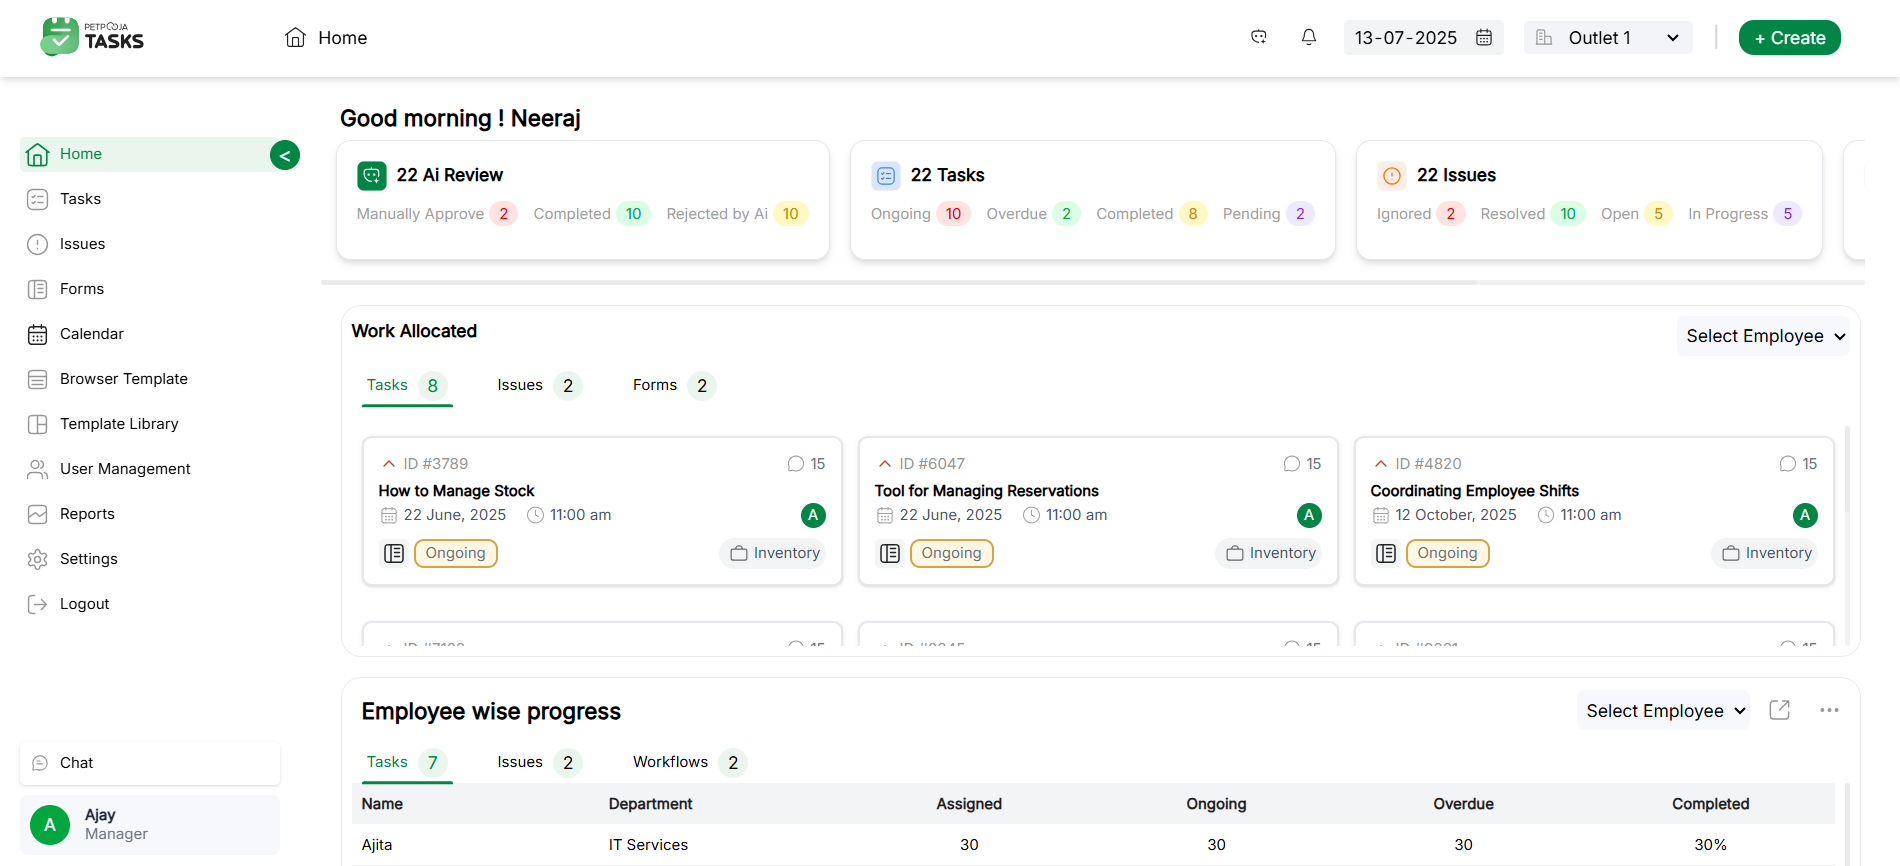 PETPOOJA
TASKS
Home
13-07-2025
Outlet 1
+ Create
Home
<
Tasks
Issues
Forms
Calendar
Browser Template
Template Library
User Management
Reports
Settings
Logout
Chat
A
Ajay
Manager
Good morning ! Neeraj
22 Ai Review
Manually Approve 2 Completed 10 Rejected by Ai 10
22 Tasks
Ongoing 10 Overdue 2 Completed 8 Pending 2
22 Issues
Ignored 2 Resolved 10 Open 5 In Progress 5
Work Allocated
Select Employee
Tasks 8 Issues 2 Forms 2
ID #3789 15
How to Manage Stock
22 June, 2025 11:00 am A
Ongoing Inventory
ID #6047 15
Tool for Managing Reservations
22 June, 2025 11:00 am A
Ongoing Inventory
ID #4820 15
Coordinating Employee Shifts
12 October, 2025 11:00 am A
Ongoing Inventory
Employee wise progress
Select Employee
Tasks 7 Issues 2 Workflows 2
Name Department Assigned Ongoing Overdue Completed
Ajita IT Services 30 30 30 30%